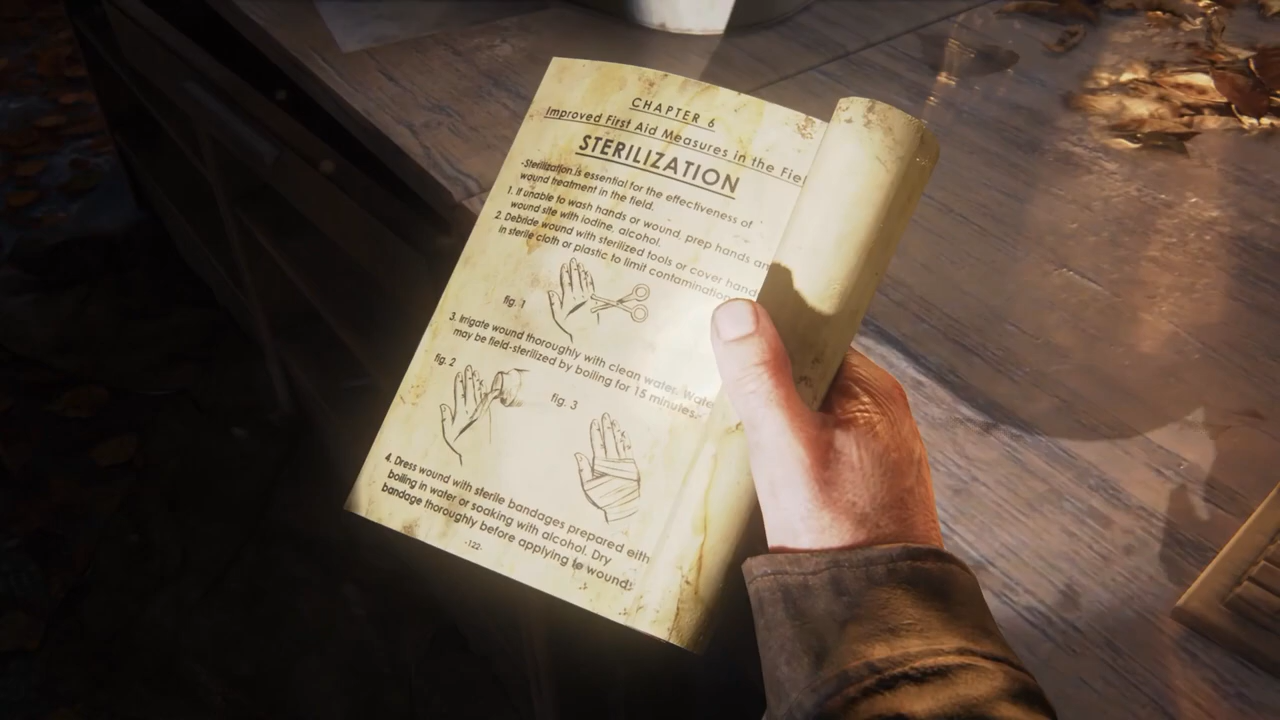 CHAPTER 6
Improved First Aid Measures in the Fiel
STERILIZATION
-Sterilization is essential for the effectiveness of
wound treatment in the field.
1. If unable to wash hands or wound, prep hands an
wound site with iodine, alcohol.
2. Debride wound with sterilized tools or cover hand
in sterile cloth or plastic to limit contamination.
fig. 1
3. Irrigate wound thoroughly with clean water. Wate
may be field-sterilized by boiling for 15 minutes.
fig. 2
fig. 3
4. Dress wound with sterile bandages prepared eith
boiling in water or soaking with alcohol. Dry
bandage thoroughly before applying to wound.
-122-